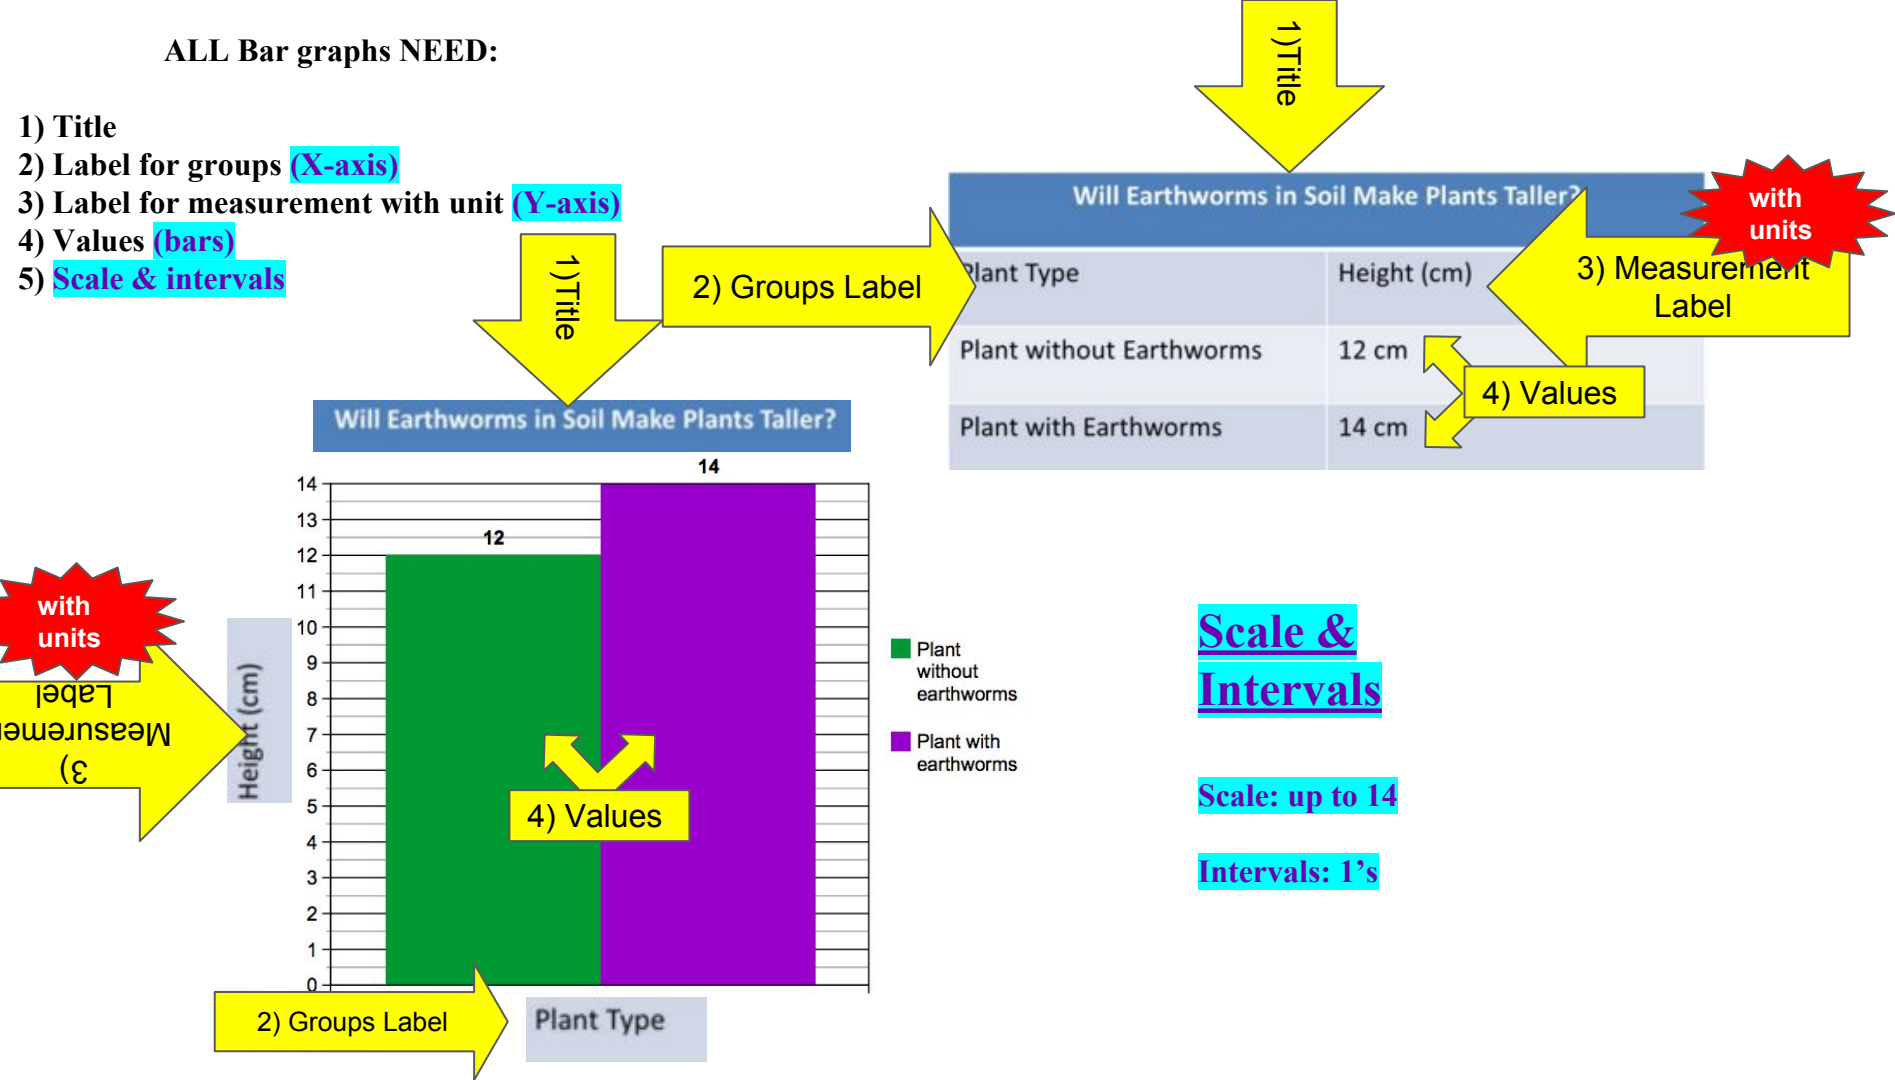 ALL Bar graphs NEED:
1) Title
2) Label for groups (X-axis)
3) Label for measurement with unit (Y-axis)
4) Values (bars)
5) Scale & intervals
1)Title
Will Earthworms in Soil Make Plants Taller?
with
units
2) Groups Label
Plant Type
Height (cm)
3) Measurement
Label
Plant without Earthworms
12 cm
4) Values
Plant with Earthworms
14 cm
1)Title
Will Earthworms in Soil Make Plants Taller?
14
12
14
13
12
11
10
9
8
7
6
5
4
3
2
1
0
with
units
3)
Label
Height (cm)
4) Values
Plant
without
earthworms
Plant with
earthworms
2) Groups Label
Plant Type
Scale &
Intervals
Scale: up to 14
Intervals: 1’s